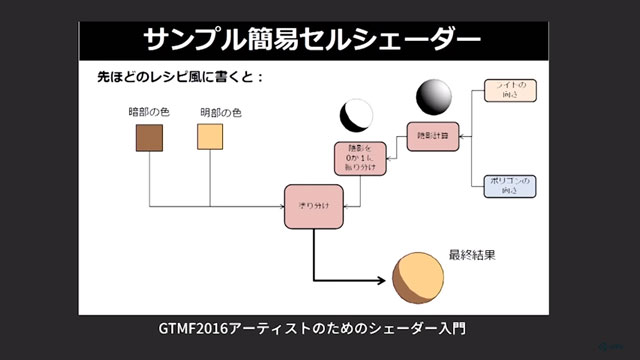 サンプル簡易セルシェーダー
先ほどのレシピ風に書くと：
暗部の色
明部の色
ライトの
向き
陰影計算
陰影を
0か1に
振り分け
ポリゴンの
向き
塗り分け
最終結果
GTMF2016アーティストのためのシェーダー入門